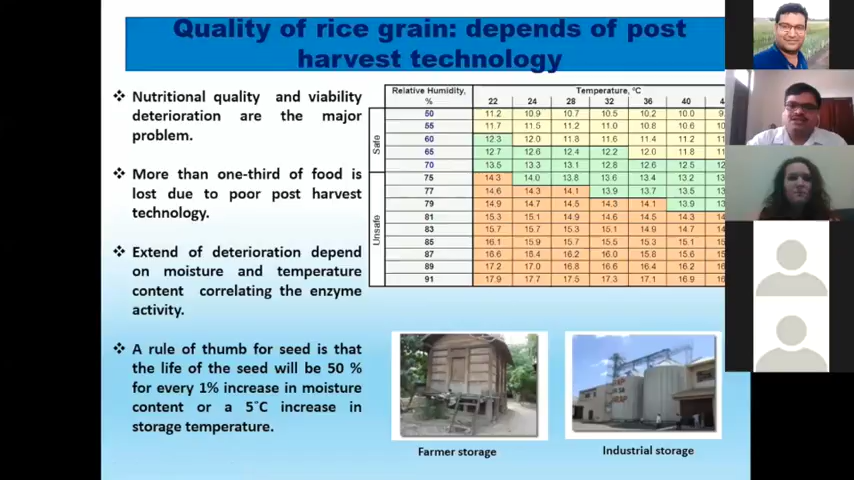 Quality of rice grain: depends of post
harvest technology
❖ Nutritional quality and viability
deterioration are the major
problem.
❖ More than one-third of food is
lost due to poor post harvest
technology.
❖ Extend of deterioration depend
on moisture and temperature
content correlating the enzyme
activity.
❖ A rule of thumb for seed is that
the life of the seed will be 50 %
for every 1% increase in moisture
content or a 5°C increase in
storage temperature.
Relative Humidity, Temperature, °C
% 22 24 28 32 36 40
Safe
50 11.2 10.9 10.7 10.5 10.2 10.0
55 11.7 11.5 11.2 11.0 10.8 10.6
60 12.3 12.0 11.8 11.6 11.4 11.2
65 12.7 12.6 12.4 12.2 12.0 11.8
70 13.5 13.3 13.1 12.8 12.6 12.5
Unsafe
75 14.3 14.0 13.8 13.6 13.4 13.2
77 14.6 14.3 14.1 13.9 13.7 13.5
79 14.9 14.7 14.5 14.3 14.1 13.9
81 15.3 15.1 14.9 14.6 14.5 14.3
83 15.7 15.7 15.3 15.1 14.9 14.7
85 16.1 15.9 15.7 15.5 15.3 15.1
87 16.6 16.2 16.0 15.8 15.6
89 17.2 17.0 16.8 16.6 16.4 16.2
91 17.9 17.7 17.5 17.3 17.1 16.9
Farmer storage
Industrial storage